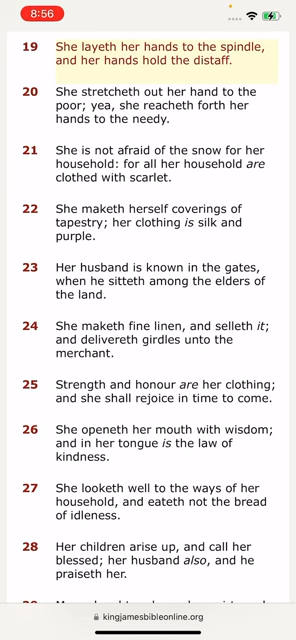 8:56
19 She layeth her hands to the spindle,
and her hands hold the distaff.
20 She stretcheth out her hand to the
poor; yea, she reacheth forth her
hands to the needy.
21 She is not afraid of the snow for her
household: for all her household are
clothed with scarlet.
22 She maketh herself coverings of
tapestry; her clothing is silk and
purple.
23 Her husband is known in the gates,
when he sitteth among the elders of
the land.
24 She maketh fine linen, and selleth it;
and delivereth girdles unto the
merchant.
25 Strength and honour are her clothing;
and she shall rejoice in time to come.
26 She openeth her mouth with wisdom;
and in her tongue is the law of
kindness.
27 She looketh well to the ways of her
household, and eateth not the bread
of idleness.
28 Her children arise up, and call her
blessed; her husband also, and he
praiseth her.
kingjamesbibleonline.org